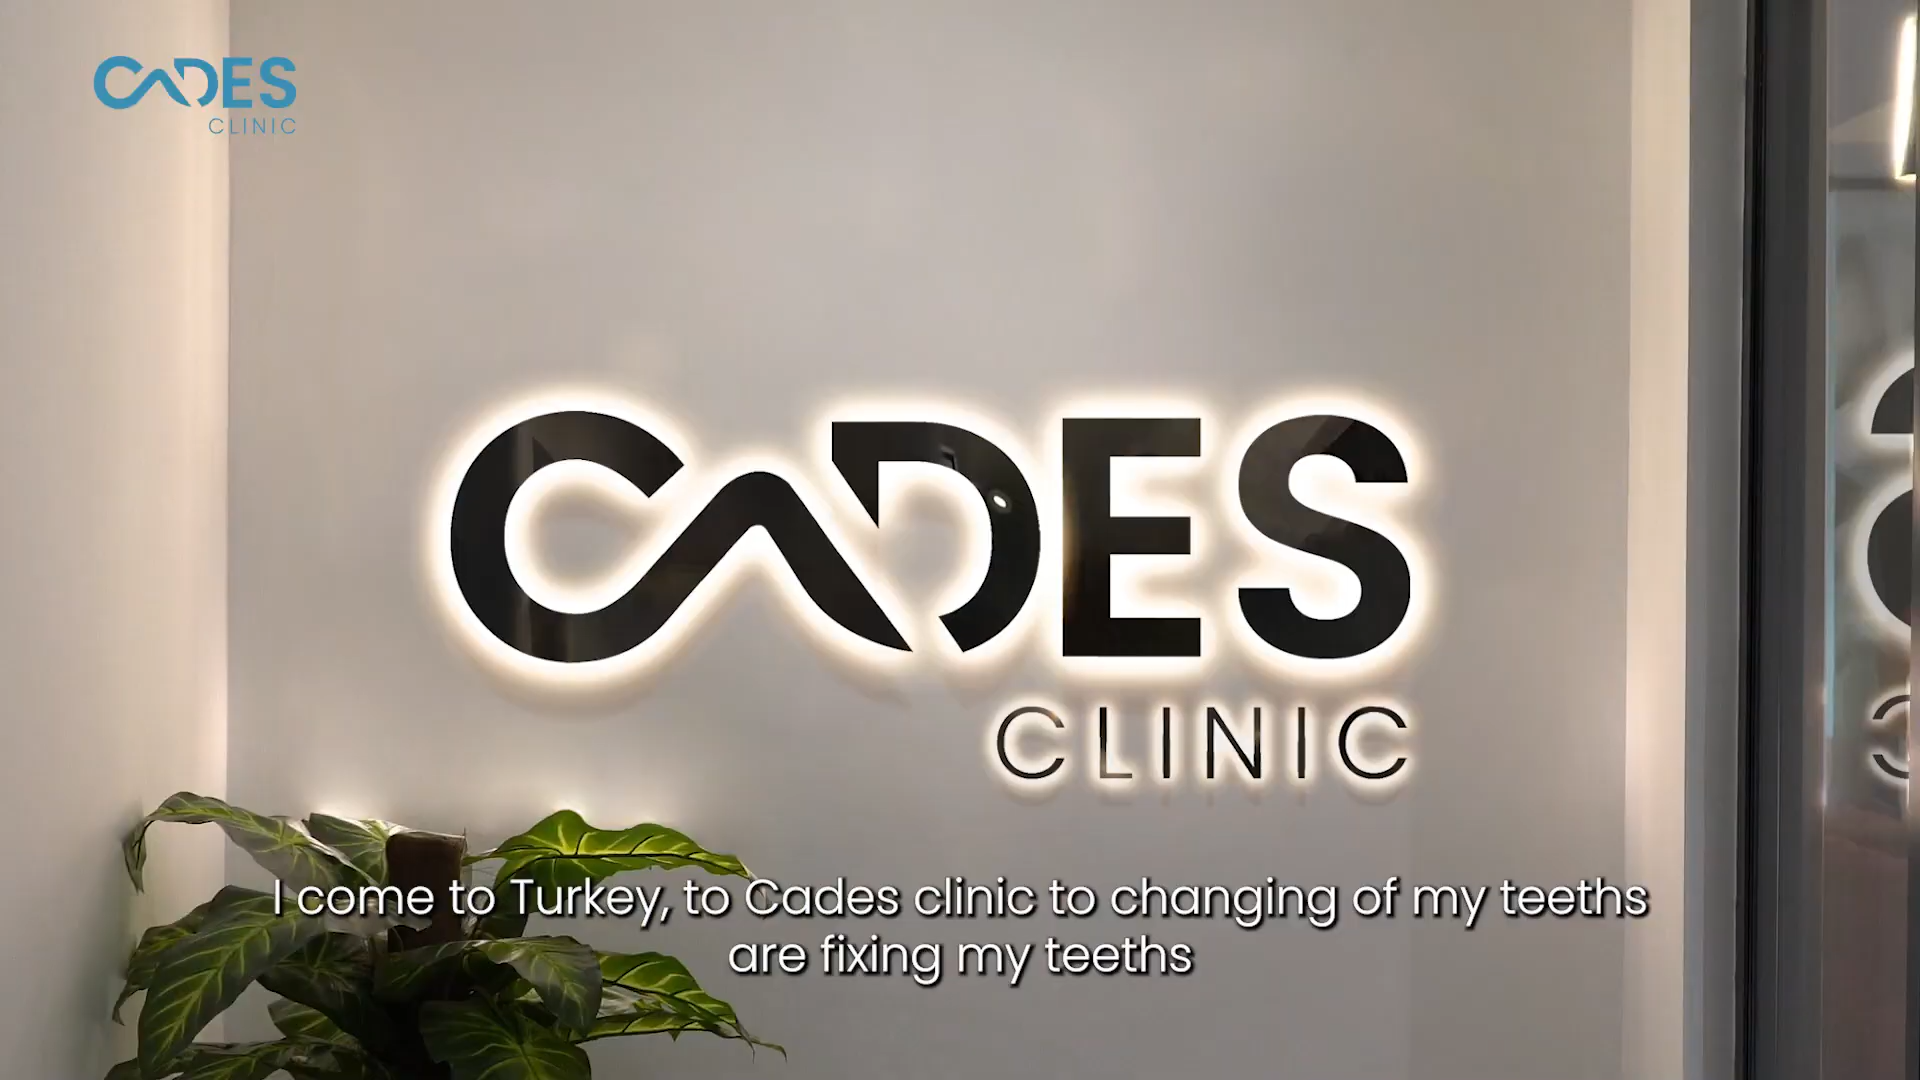 CADES
CLINIC
CADES
CLINIC
I come to Turkey, to Cades clinic to changing of my teeths
are fixing my teeths